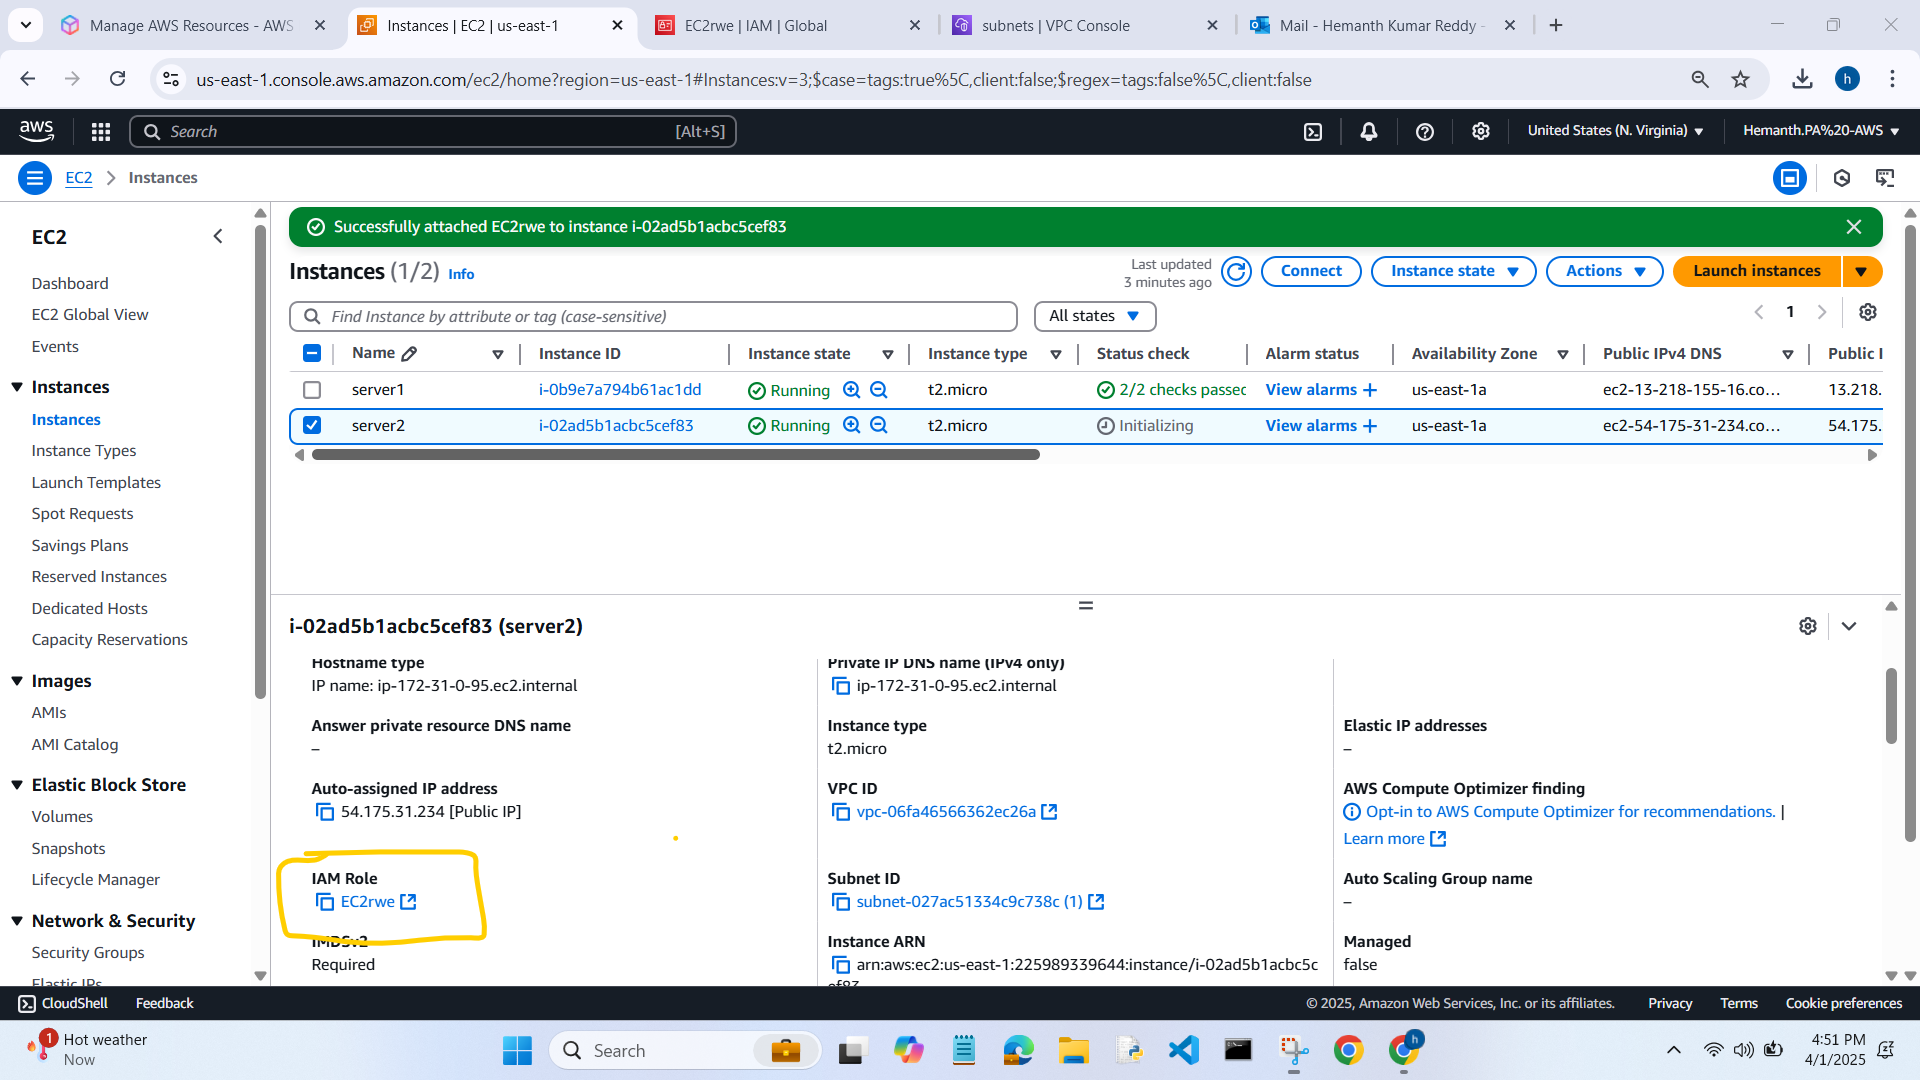 Manage AWS Resources - AWS
Instances | EC2 | us-east-1
EC2rwe | IAM | Global
subnets | VPC Console
Mail - Hemanth Kumar Reddy -
us-east-1.console.aws.amazon.com/ec2/home?region=us-east-1#Instances:v=3;$case=tags:true%5C,client:false;$regex=tags:false%5C,client:false
h
aws
Search [Alt+S]
United States (N. Virginia)
Hemanth.PA%20-AWS
EC2 > Instances
EC2
Dashboard
EC2 Global View
Events
Instances
Instances
Instance Types
Launch Templates
Spot Requests
Savings Plans
Reserved Instances
Dedicated Hosts
Capacity Reservations
Images
AMIs
AMI Catalog
Elastic Block Store
Volumes
Snapshots
Lifecycle Manager
Network & Security
Security Groups
Elastic IPs
Successfully attached EC2rwe to instance i-02ad5b1acbc5cef83
Instances (1/2) Info
Last updated
3 minutes ago
Connect
Instance state
Actions
Launch instances
Find Instance by attribute or tag (case-sensitive)
All states
1
Name Instance ID Instance state Instance type Status check Alarm status Availability Zone Public IPv4 DNS Public I
server1 i-0b9e7a794b61ac1dd Running t2.micro 2/2 checks passec View alarms + us-east-1a ec2-13-218-155-16.co... 13.218.
server2 i-02ad5b1acbc5cef83 Running t2.micro Initializing View alarms + us-east-1a ec2-54-175-31-234.co... 54.175.
i-02ad5b1acbc5cef83 (server2)
Hostname type
IP name: ip-172-31-0-95.ec2.internal
Private IP DNS name (IPv4 only)
ip-172-31-0-95.ec2.internal
Answer private resource DNS name
–
Instance type
t2.micro
Elastic IP addresses
–
Auto-assigned IP address
54.175.31.234 [Public IP]
VPC ID
vpc-06fa46566362ec26a
AWS Compute Optimizer finding
Opt-in to AWS Compute Optimizer for recommendations. |
Learn more
IAM Role
EC2rwe
Subnet ID
subnet-027ac51334c9c738c (1)
Auto Scaling Group name
–
IMDSv2
Required
Instance ARN
arn:aws:ec2:us-east-1:225989339644:instance/i-02ad5b1acbc5c
ef83
Managed
false
CloudShell
Feedback
© 2025, Amazon Web Services, Inc. or its affiliates.
Privacy
Terms
Cookie preferences
1
Hot weather
Now
Search
h
4:51 PM
4/1/2025